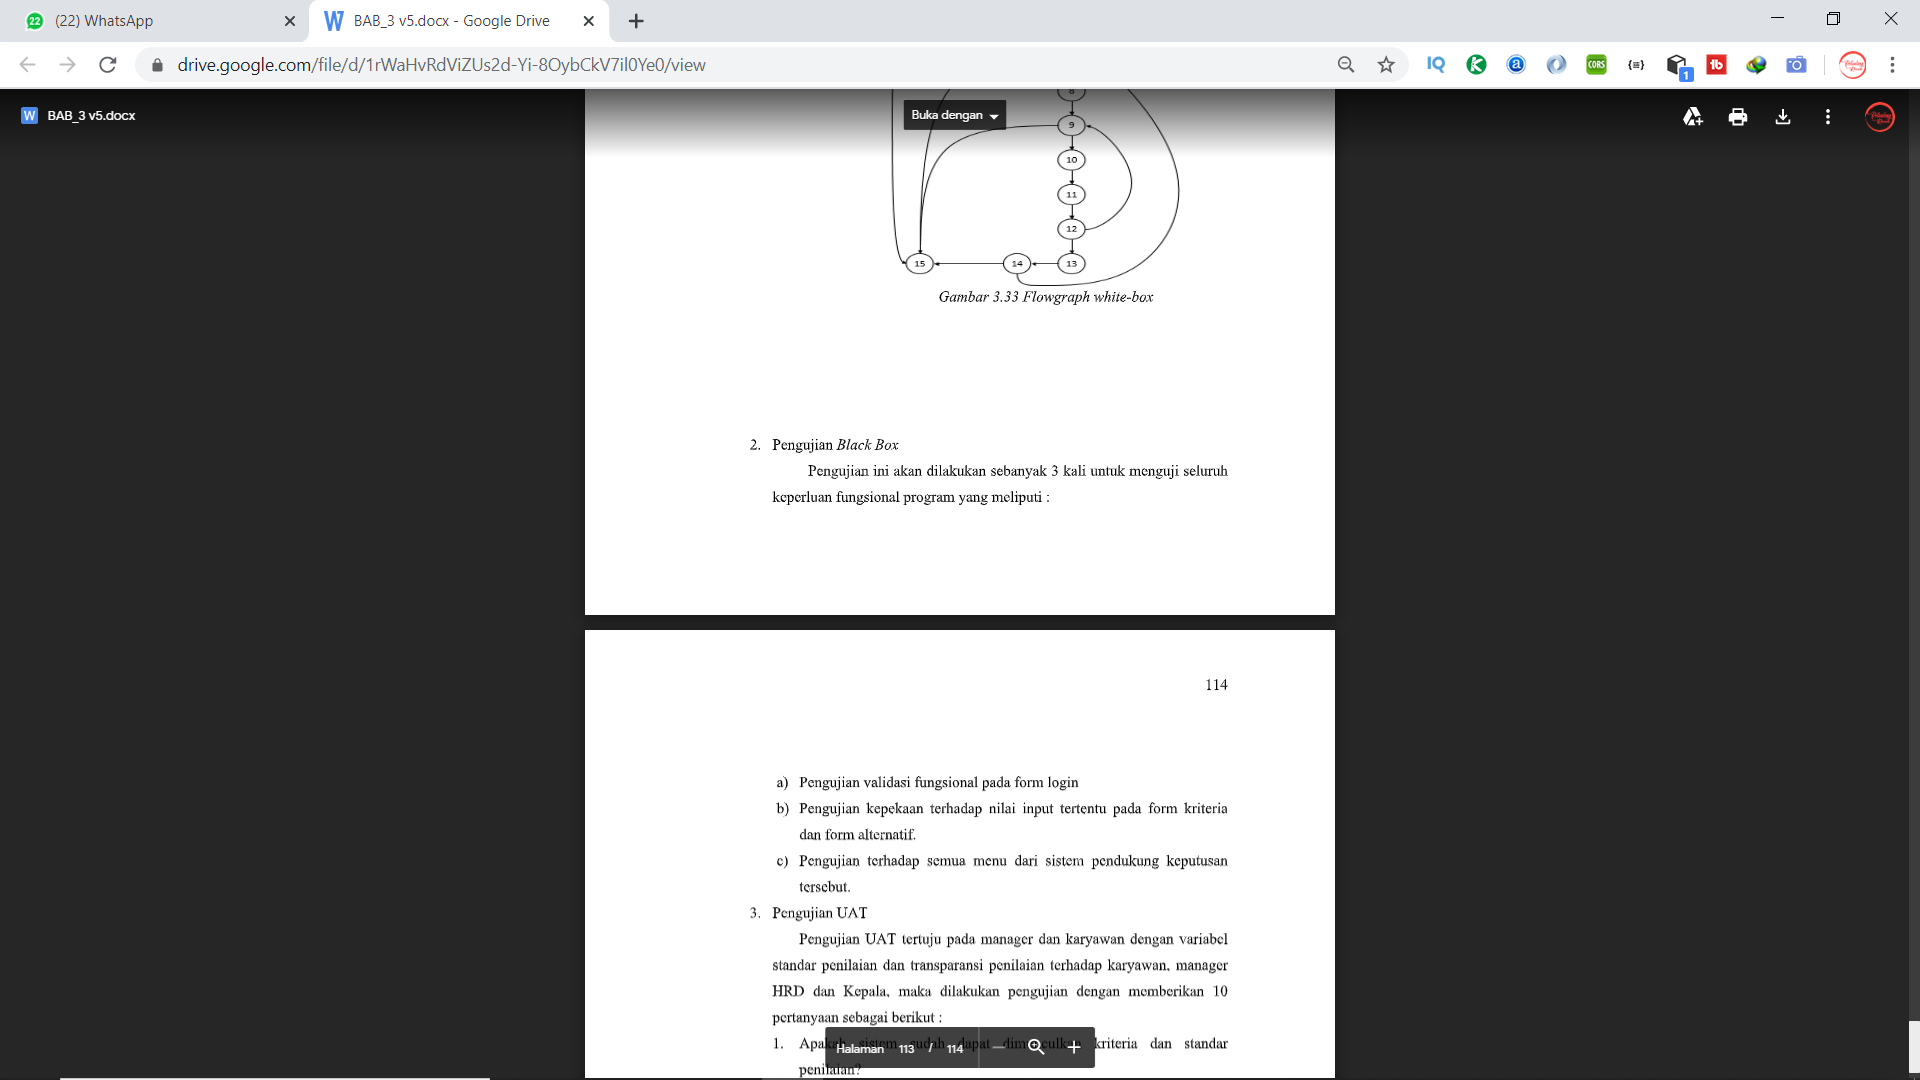 (22) WhatsApp
BAB_3 v5.docx - Google Drive
drive.google.com/file/d/1rWaHvRdViZUs2d-Yi-8OybCkV7il0Ye0/view
BAB_3 v5.docx
Buka dengan
8
9
10
11
12
15
14
13
Gambar 3.33 Flowgraph white-box
2. Pengujian Black Box
Pengujian ini akan dilakukan sebanyak 3 kali untuk menguji seluruh
keperluan fungsional program yang meliputi :
114
a) Pengujian validasi fungsional pada form login
b) Pengujian kepekaan terhadap nilai input tertentu pada form kriteria
dan form alternatif.
c) Pengujian terhadap semua menu dari sistem pendukung keputusan
tersebut.
3. Pengujian UAT
Pengujian UAT tertuju pada manager dan karyawan dengan variabel
standar penilaian dan transparansi penilaian terhadap karyawan, manager
HRD dan Kepala, maka dilakukan pengujian dengan memberikan 10
pertanyaan sebagai berikut :
1. Apakah sistem sudah dapat dimunculkan kriteria dan standar
penilaian?
Halaman 113 / 114